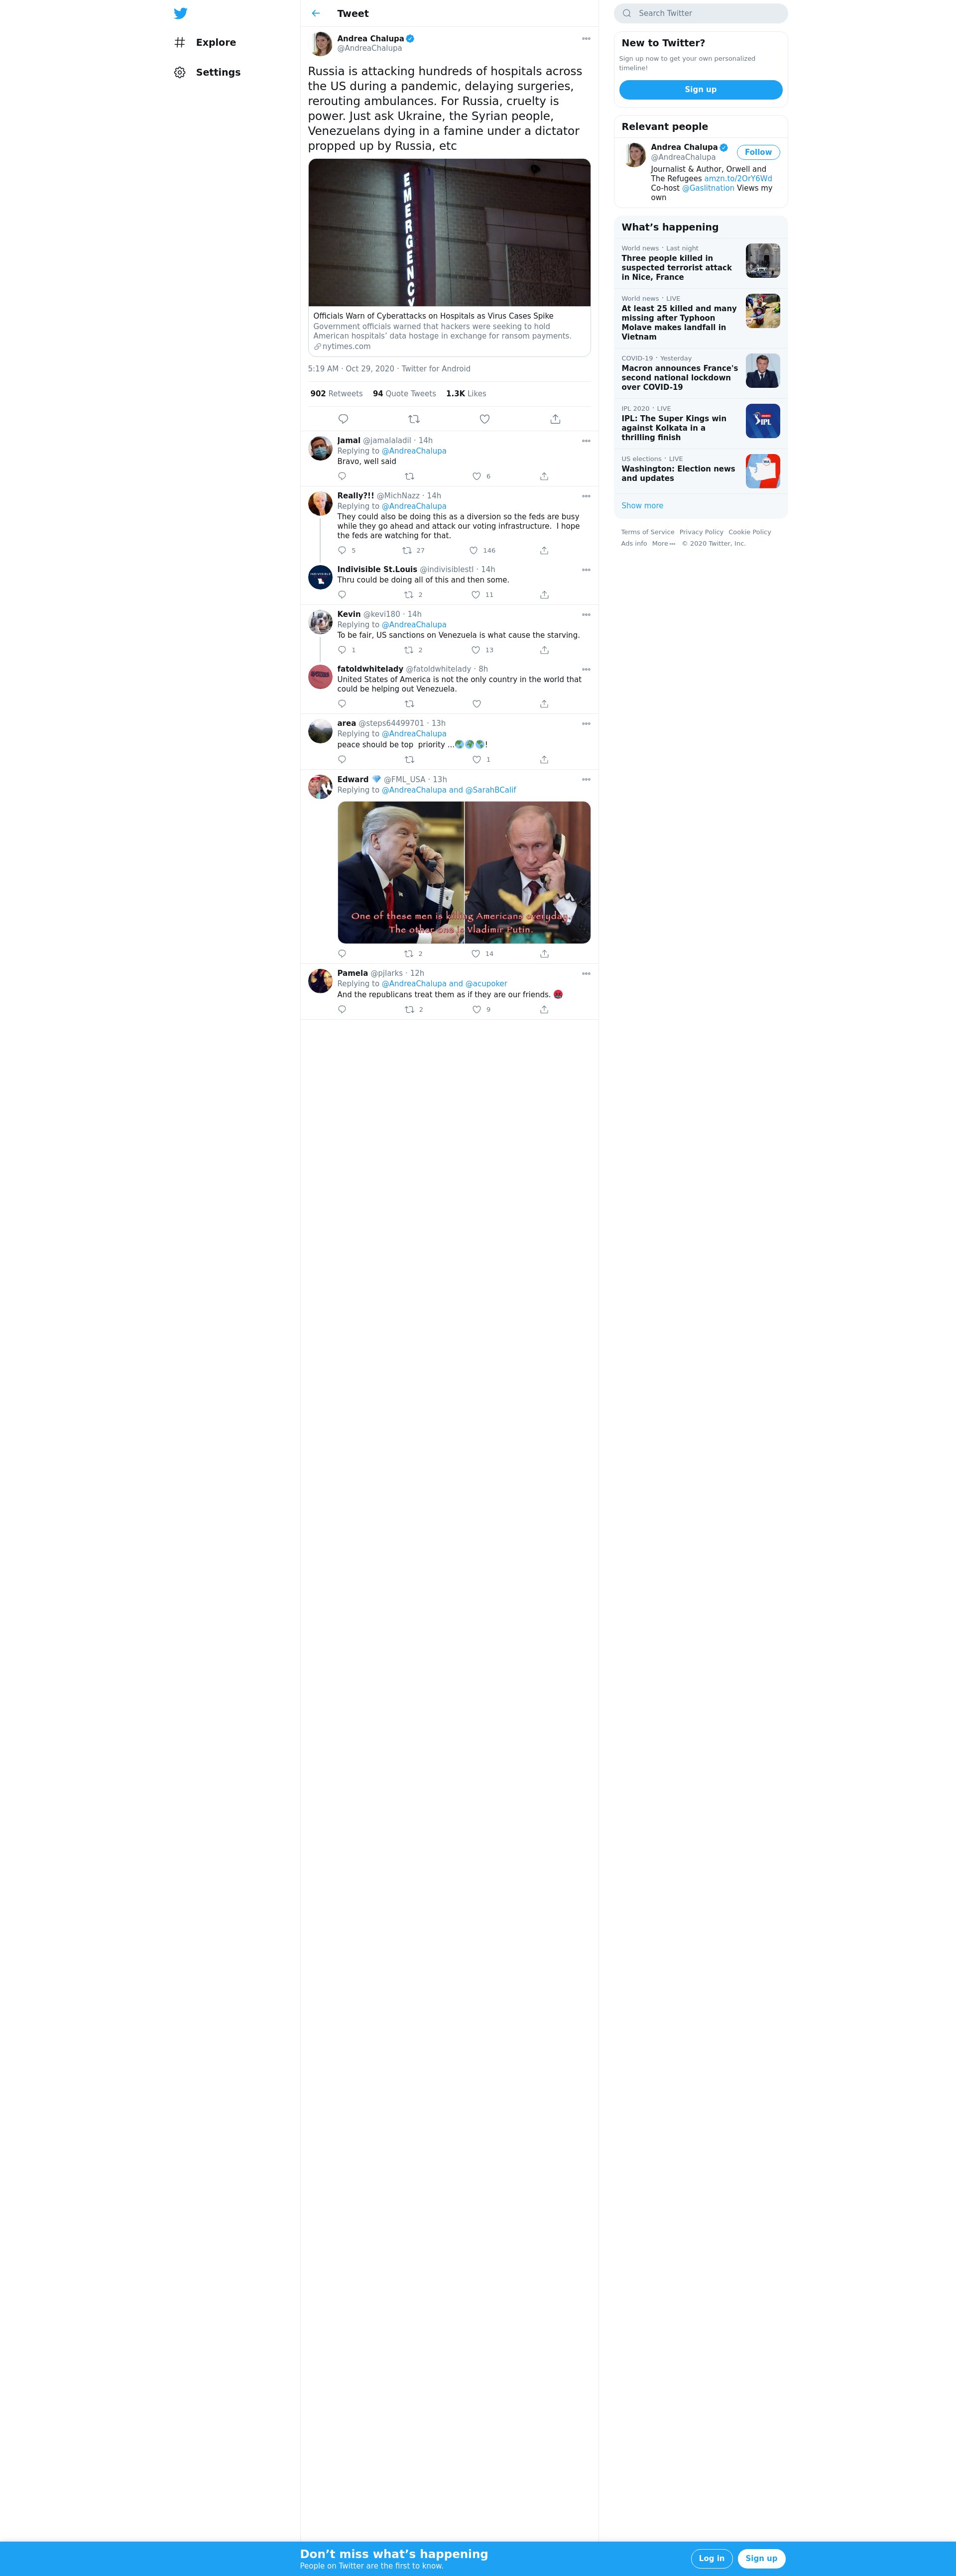 Explore
Settings
Tweet
Andrea Chalupa
@AndreaChalupa
Russia is attacking hundreds of hospitals across
the US during a pandemic, delaying surgeries,
rerouting ambulances. For Russia, cruelty is
power. Just ask Ukraine, the Syrian people,
Venezuelans dying in a famine under a dictator
propped up by Russia, etc
EMERGENCY
Officials Warn of Cyberattacks on Hospitals as Virus Cases Spike
Government officials warned that hackers were seeking to hold
American hospitals’ data hostage in exchange for ransom payments.
nytimes.com
5:19 AM · Oct 29, 2020 · Twitter for Android
902 Retweets 94 Quote Tweets 1.3K Likes
Jamal @jamalaladil · 14h
Replying to @AndreaChalupa
Bravo, well said
6
Really?!! @MichNazz · 14h
Replying to @AndreaChalupa
They could also be doing this as a diversion so the feds are busy
while they go ahead and attack our voting infrastructure. I hope
the feds are watching for that.
5 27 146
Indivisible St.Louis @indivisiblestl · 14h
Thru could be doing all of this and then some.
2 11
Kevin @kevi180 · 14h
Replying to @AndreaChalupa
To be fair, US sanctions on Venezuela is what cause the starving.
1 2 13
fatoldwhitelady @fatoldwhitelady · 8h
United States of America is not the only country in the world that
could be helping out Venezuela.
area @steps64499701 · 13h
Replying to @AndreaChalupa
peace should be top priority ...🌏🌍🌎!
1
Edward 💎 @FML_USA · 13h
Replying to @AndreaChalupa and @SarahBCalif
One of these men is killing Americans everyday.
The other one is Vladimir Putin.
2 14
Pamela @pjlarks · 12h
Replying to @AndreaChalupa and @acupoker
And the republicans treat them as if they are our friends. 🤬
2 9
Search Twitter
New to Twitter?
Sign up now to get your own personalized
timeline!
Sign up
Relevant people
Andrea Chalupa
@AndreaChalupa
Follow
Journalist & Author, Orwell and
The Refugees amzn.to/2OrY6Wd
Co-host @Gaslitnation Views my
own
What’s happening
World news · Last night
Three people killed in
suspected terrorist attack
in Nice, France
World news · LIVE
At least 25 killed and many
missing after Typhoon
Molave makes landfall in
Vietnam
COVID-19 · Yesterday
Macron announces France's
second national lockdown
over COVID-19
IPL 2020 · LIVE
IPL: The Super Kings win
against Kolkata in a
thrilling finish
IPL
US elections · LIVE
Washington: Election news
and updates
Show more
Terms of Service Privacy Policy Cookie Policy
Ads info More © 2020 Twitter, Inc.
Don’t miss what’s happening
People on Twitter are the first to know.
Log in
Sign up